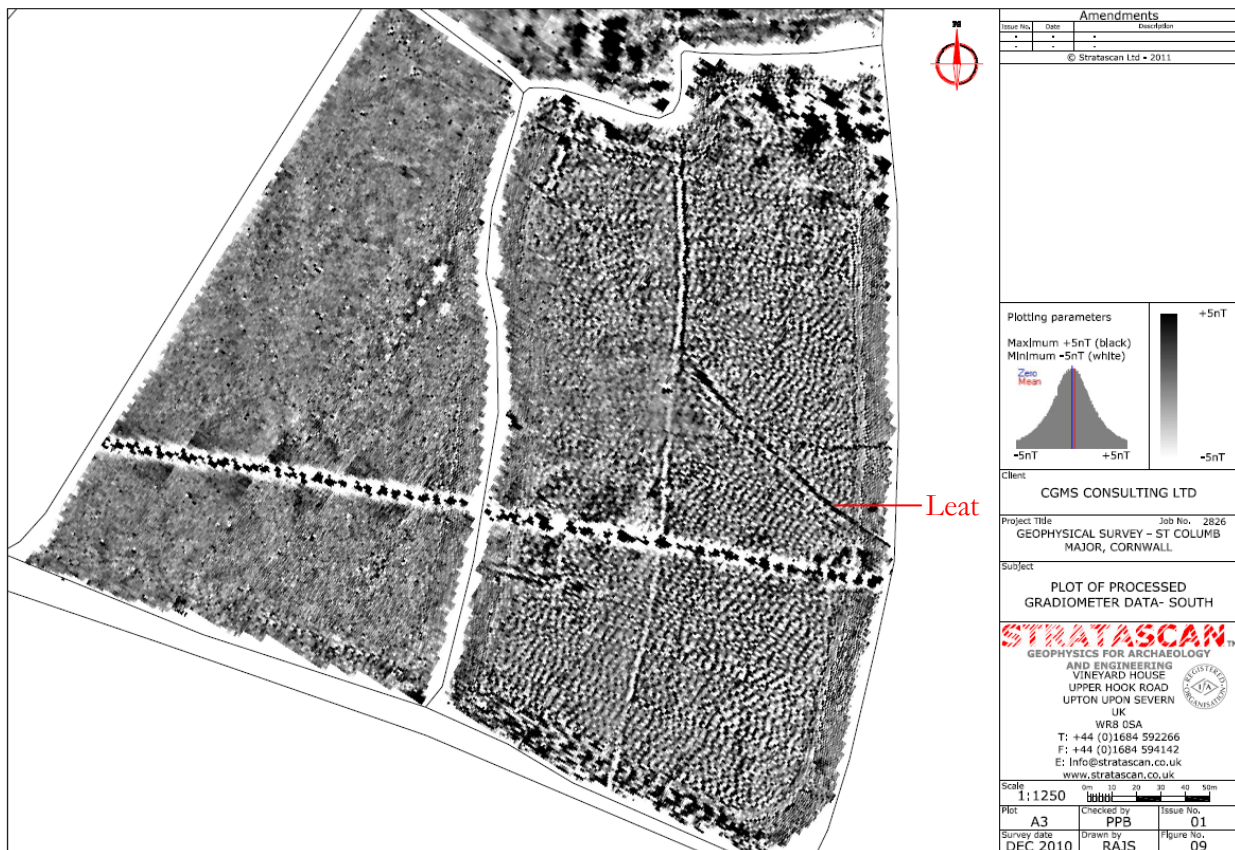 N
Leat
Amendments
Issue No. Date Description
- - -
- - -
© Stratascan Ltd - 2011
Plotting parameters
Maximum +5nT (black)
Minimum -5nT (white)
Zero
Mean
-5nT +5nT
+5nT
-5nT
Client
CGMS CONSULTING LTD
Project Title Job No. 2826
GEOPHYSICAL SURVEY – ST COLUMB
MAJOR, CORNWALL
Subject
PLOT OF PROCESSED
GRADIOMETER DATA- SOUTH
STRATASCAN TM
GEOPHYSICS FOR ARCHAEOLOGY
AND ENGINEERING
VINEYARD HOUSE
UPPER HOOK ROAD
UPTON UPON SEVERN
UK
WR8 0SA
T: +44 (0)1684 592266
F: +44 (0)1684 594142
E: info@stratascan.co.uk
www.stratascan.co.uk
REGISTERED
IfA
ORGANISATION
Scale
1:1250
0m 10 20 30 40 50m
Plot
A3
Checked by
PPB
Issue No.
01
Survey date
DEC 2010
Drawn by
RAJS
Figure No.
09